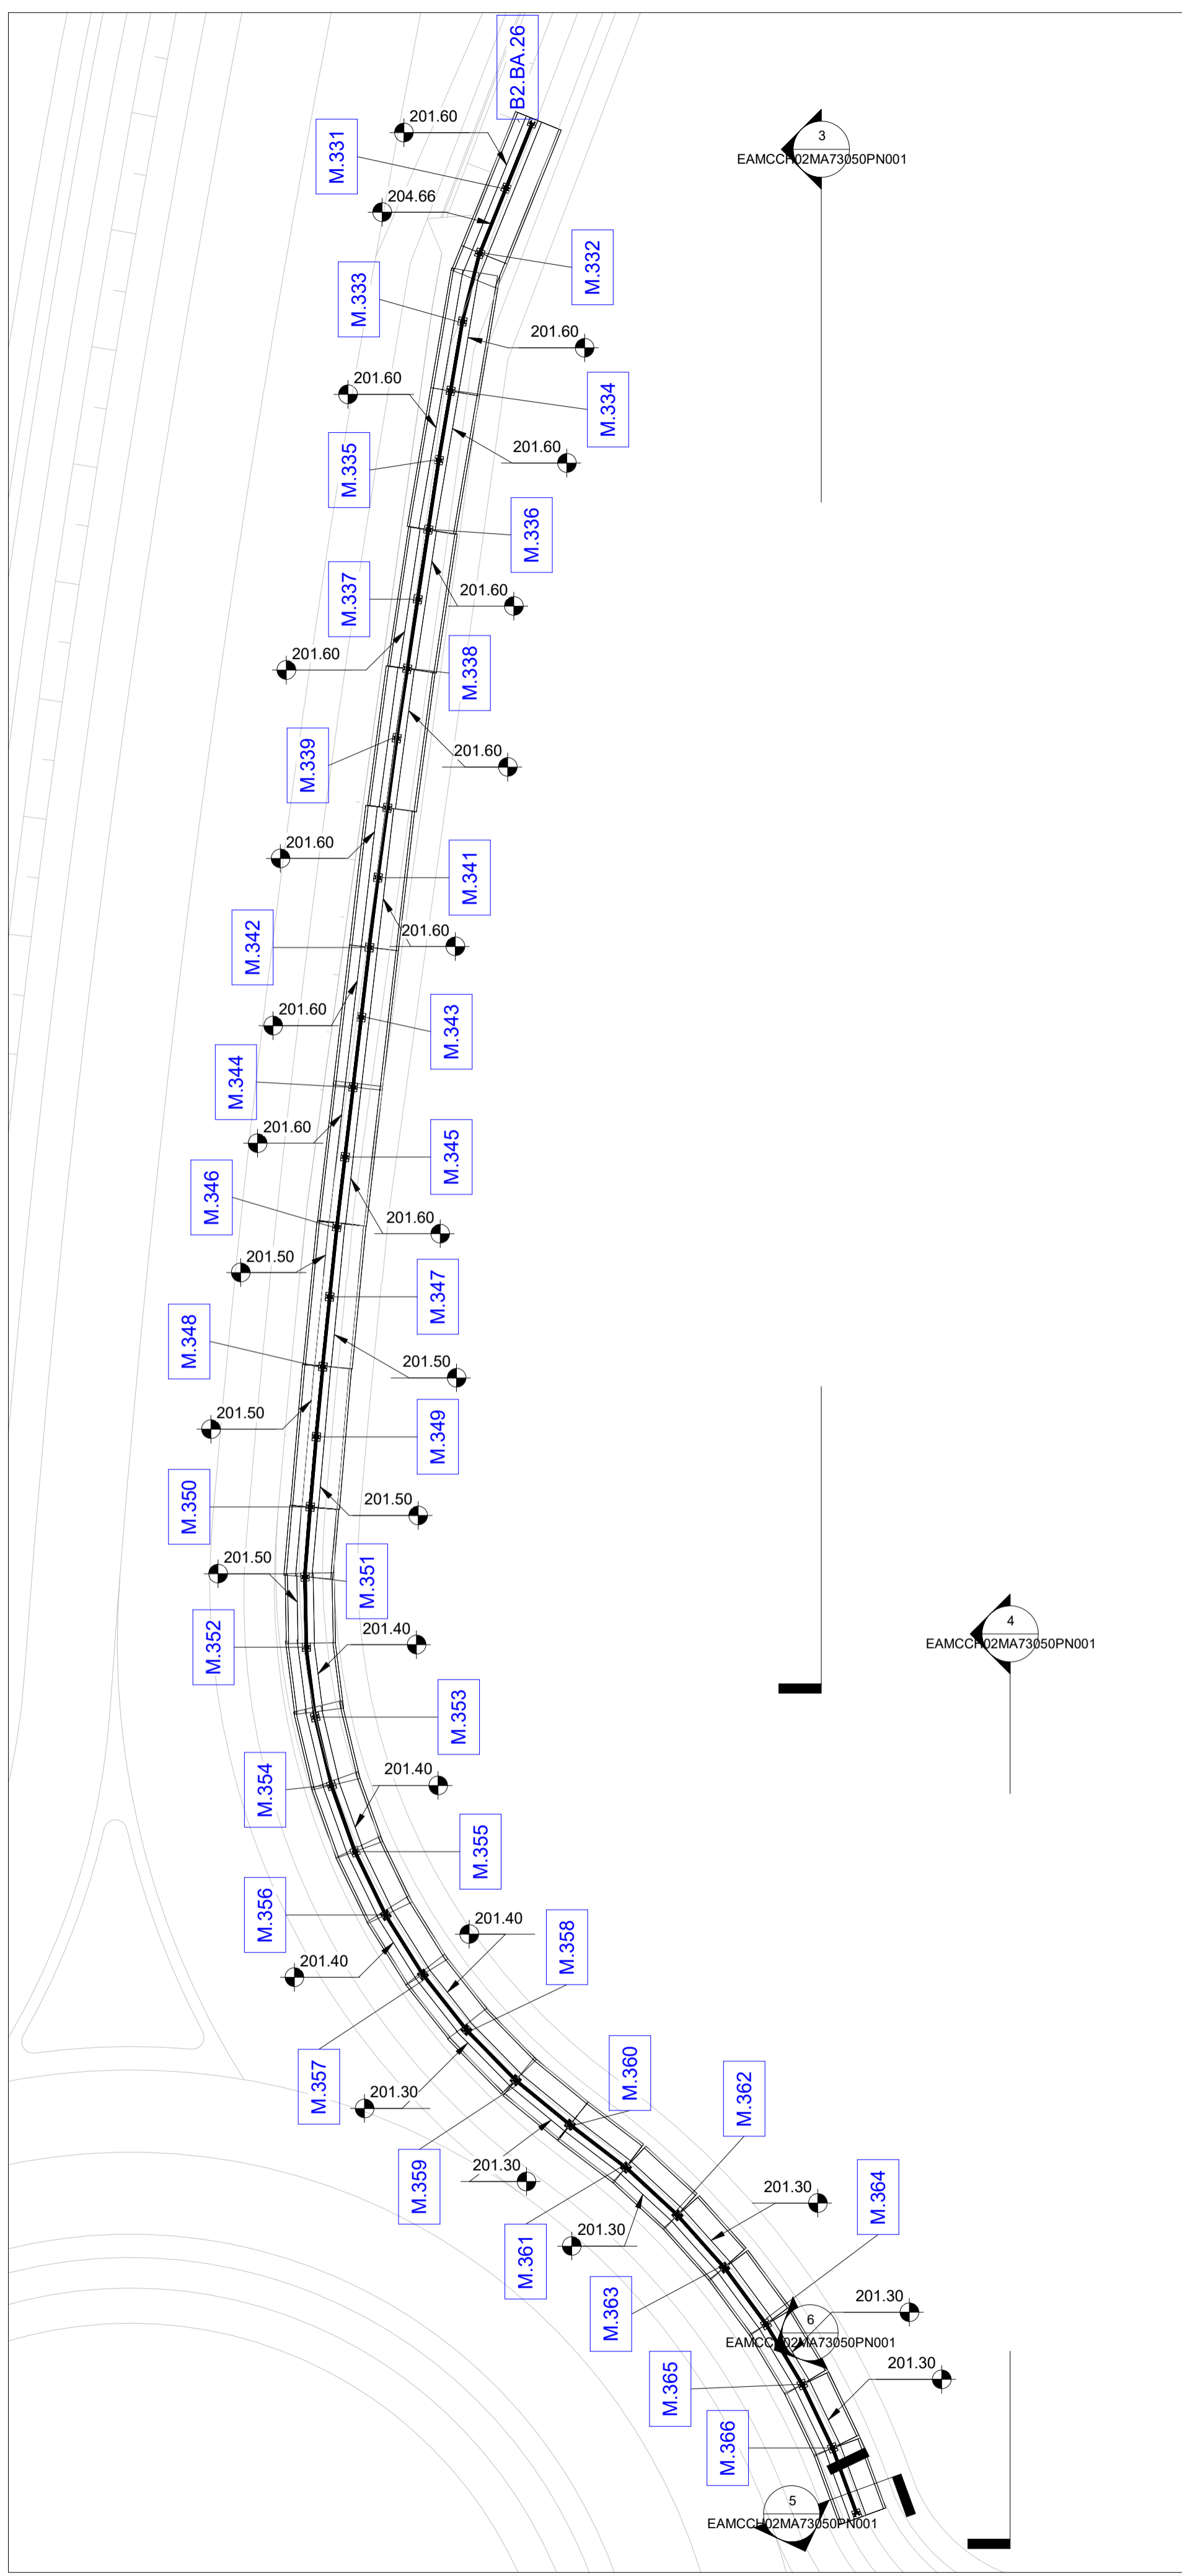 B2.BA.26
201.60
3
EAMCCH02MA73050PN001
M.331
204.66
M.332
M.333
201.60
201.60
M.334
M.335
201.60
M.336
M.337
201.60
201.60
M.338
M.339
201.60
201.60
M.341
M.342
201.60
201.60
M.343
M.344
201.60
M.345
M.346
201.60
201.50
M.347
M.348
201.50
201.50
M.349
M.350
201.50
201.50
M.351
M.352
201.40
4
EAMCCH02MA73050PN001
M.353
M.354
201.40
M.355
M.356
201.40
M.358
201.40
M.357
201.30
M.360
M.362
M.359
201.30
201.30
M.364
M.361
201.30
M.363
201.30
6
EAMCCH02MA73050PN001
M.365
201.30
M.366
5
EAMCCH02MA73050PN001